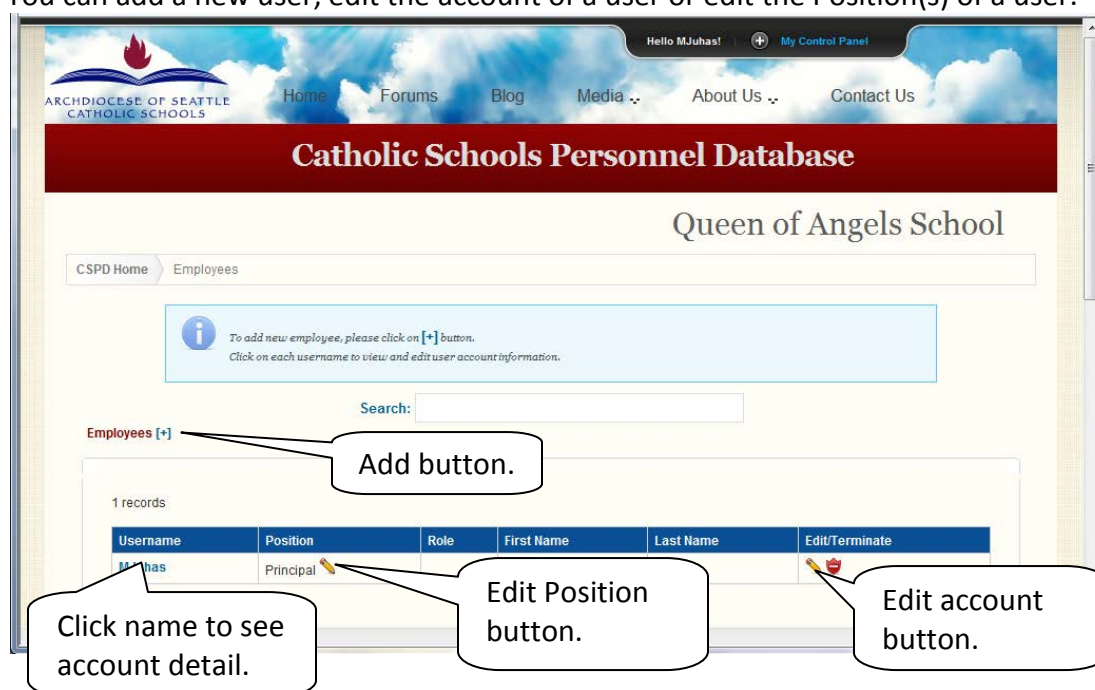 You can add a new user, edit the account of a user or edit the Position(s) of a user.
Hello MJuhas! | My Control Panel
ARCHDIOCESE OF SEATTLE
CATHOLIC SCHOOLS
Home Forums Blog Media About Us Contact Us
Catholic Schools Personnel Database
Queen of Angels School
CSPD Home Employees
To add new employee, please click on [+] button.
Click on each username to view and edit user account information.
Search:
Employees [+]
Add button.
1 records
Username Position Role First Name Last Name Edit/Terminate
Principal
Edit Position
button.
Edit account
button.
Click name to see
account detail.